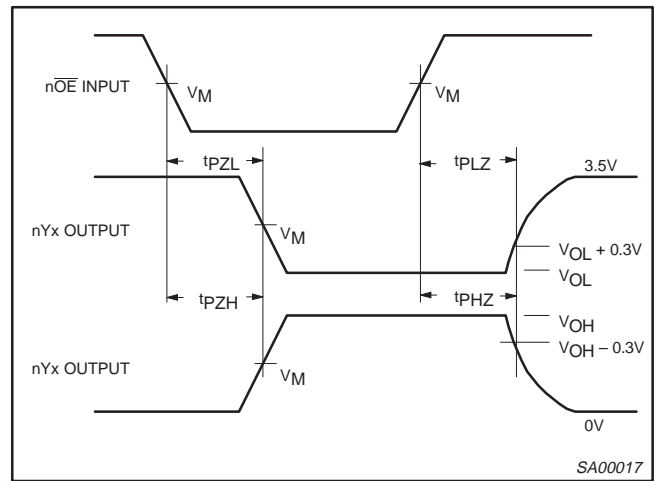 nOE INPUT
VM
VM
tPZL
tPLZ
3.5V
nYx OUTPUT
VM
VOL + 0.3V
VOL
tPZH
tPHZ
VOH
VOH – 0.3V
nYx OUTPUT
VM
0V
SA00017